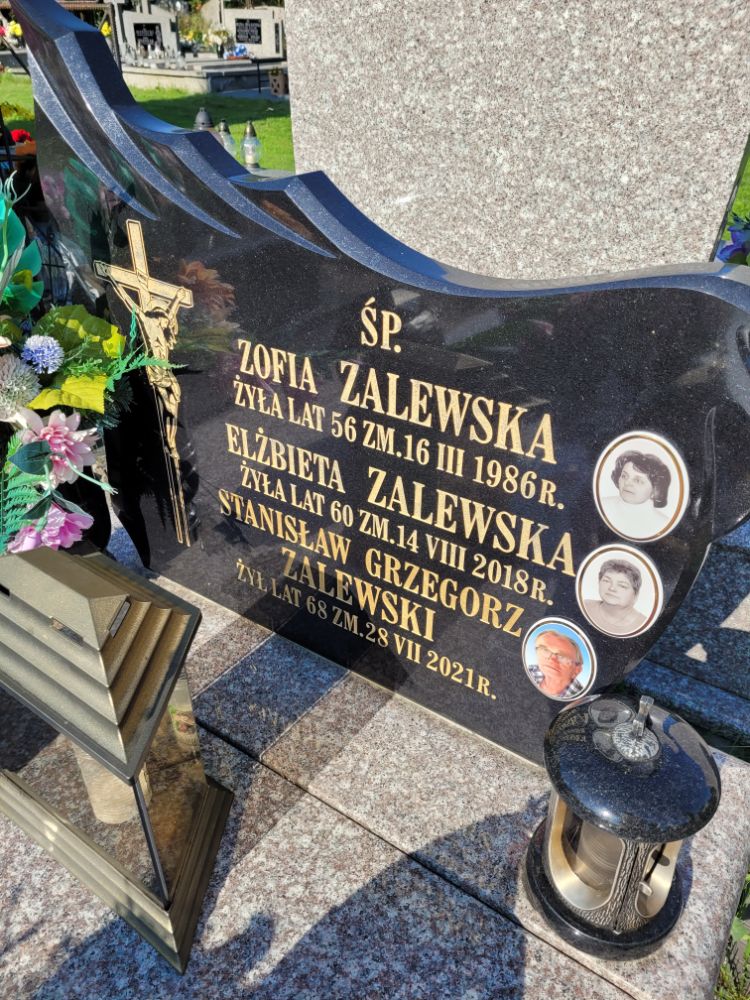 ŚP.
ZOFIA ZALEWSKA
ŻYŁA LAT 56 ZM.16 III 1986R.
ELŻBIETA ZALEWSKA
ŻYŁA LAT 60 ZM.14 VIII 2018R.
STANISŁAW GRZEGORZ
ZALEWSKI
ŻYŁ LAT 68 ZM.28 VII 2021R.